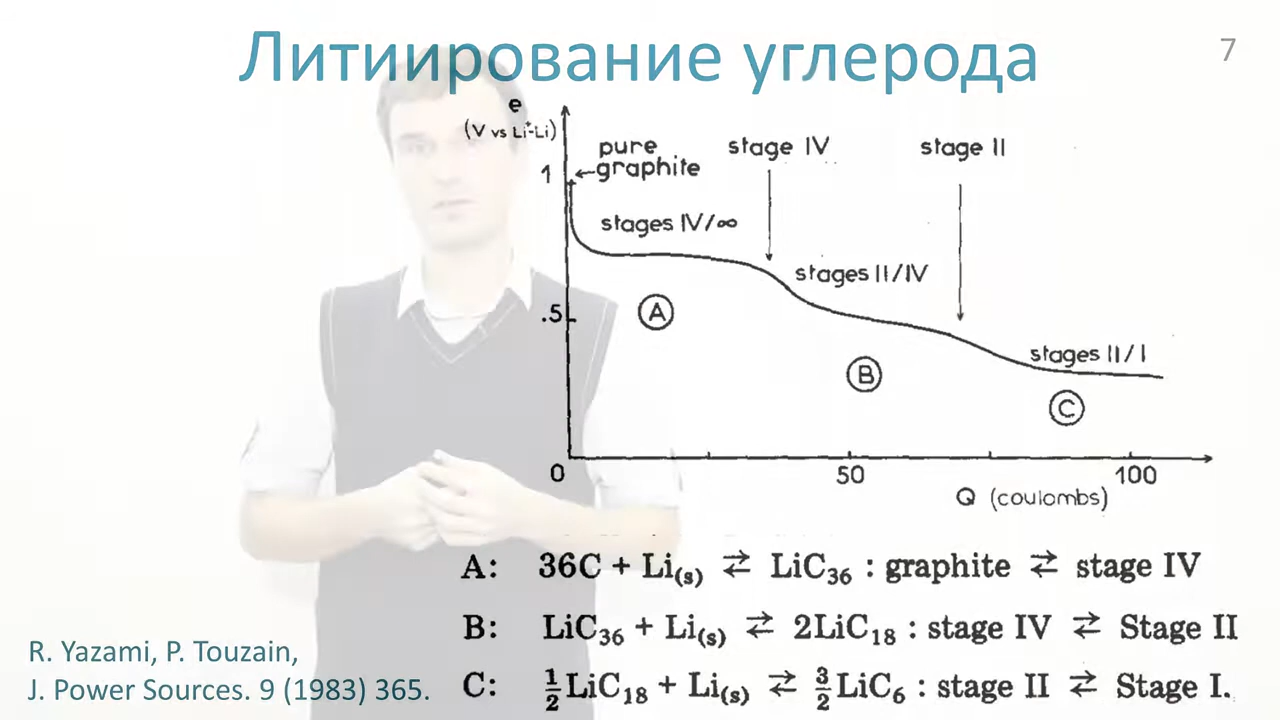 Литиирование углерода
7
e
(V vs Li⁺-Li)
pure
graphite
stage IV
stage II
1
stages IV/∞
stages II/IV
.5
A
stages II/I
B
C
0
50
100
Q (coulombs)
A: 36C + Li(s) ⇄ LiC₃₆ : graphite ⇄ stage IV
B: LiC₃₆ + Li(s) ⇄ 2LiC₁₈ : stage IV ⇄ Stage II
C: ½LiC₁₈ + Li(s) ⇄ 3/2LiC₆ : stage II ⇄ Stage I.
R. Yazami, P. Touzain,
J. Power Sources. 9 (1983) 365.